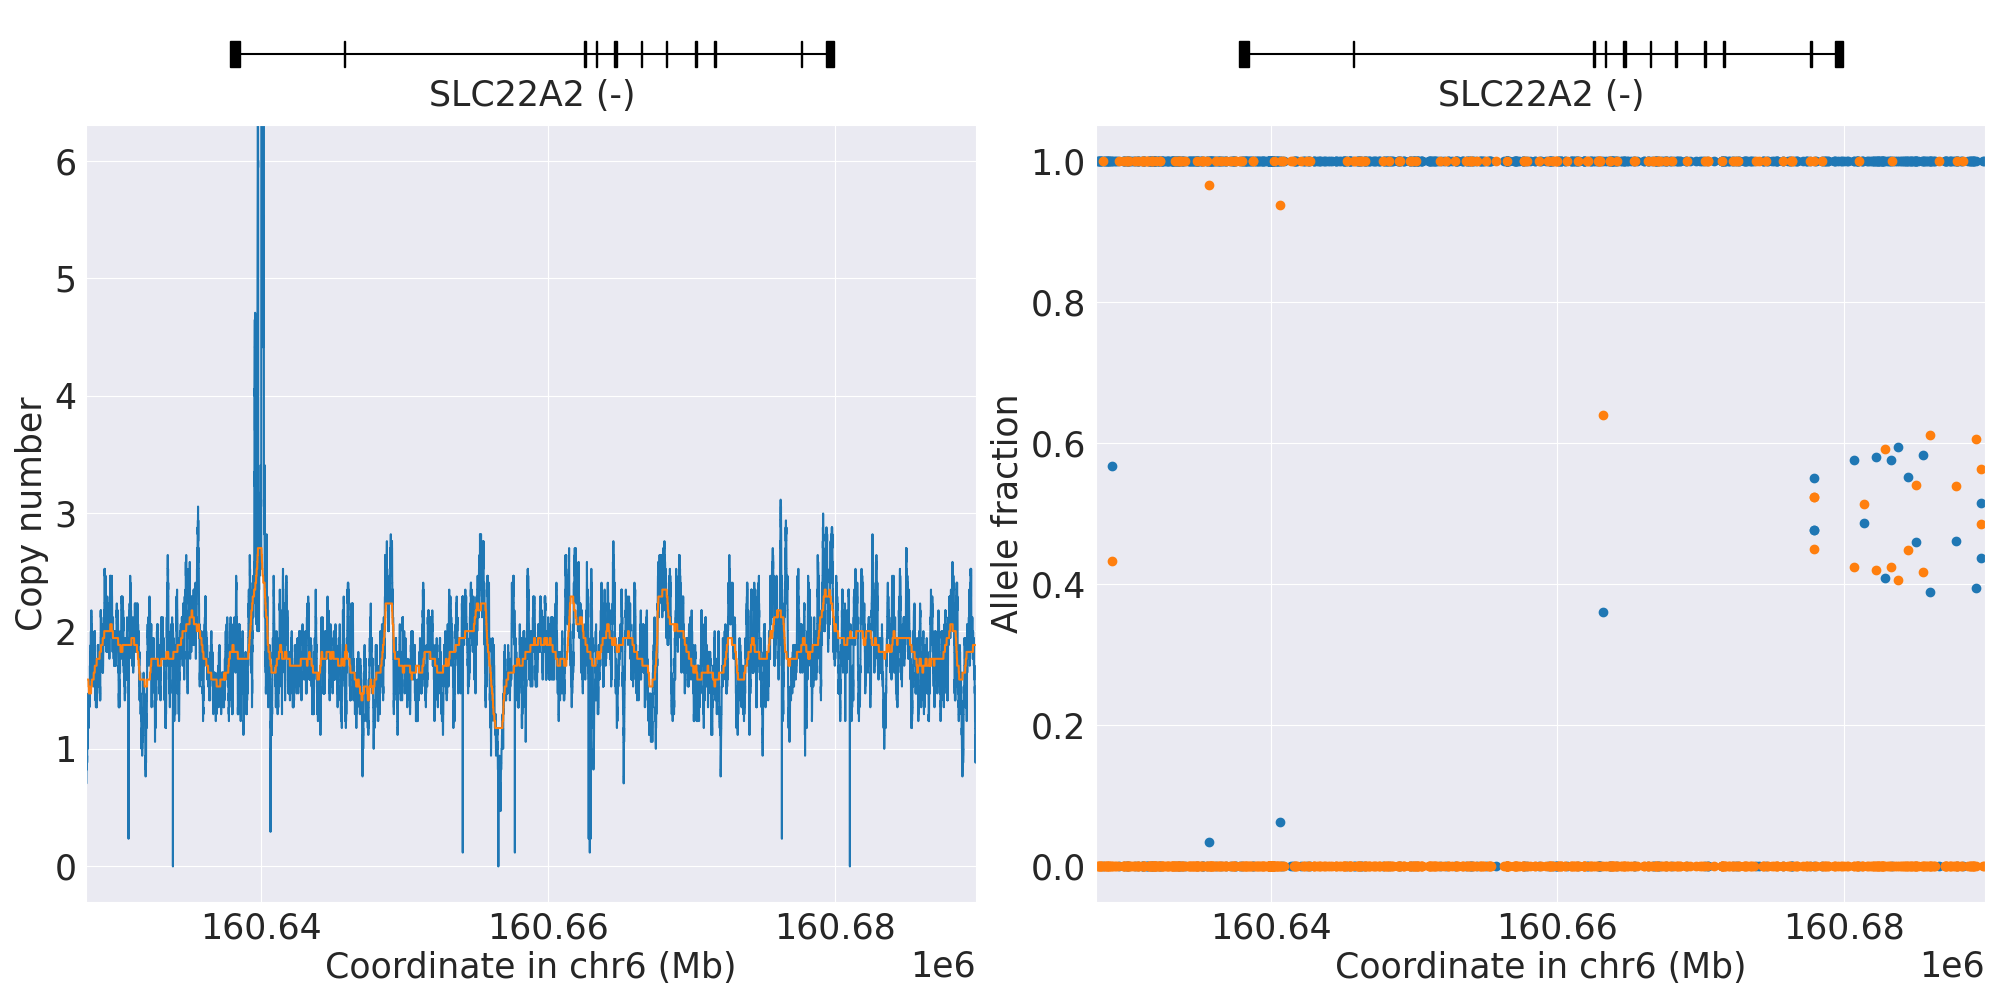 SLC22A2 (-)
6
5
4
3
2
1
0
Copy number
160.64
160.66
160.68
Coordinate in chr6 (Mb)
1e6
SLC22A2 (-)
1.0
0.8
0.6
0.4
0.2
0.0
Allele fraction
160.64
160.66
160.68
Coordinate in chr6 (Mb)
1e6